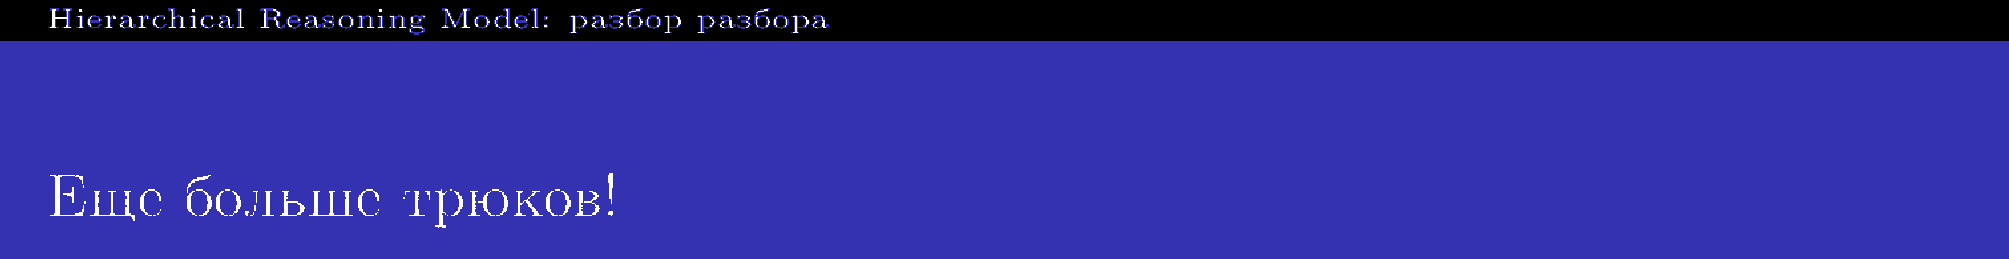 Hierarchical Reasoning Model: разбор разбора
Еще больше трюков!